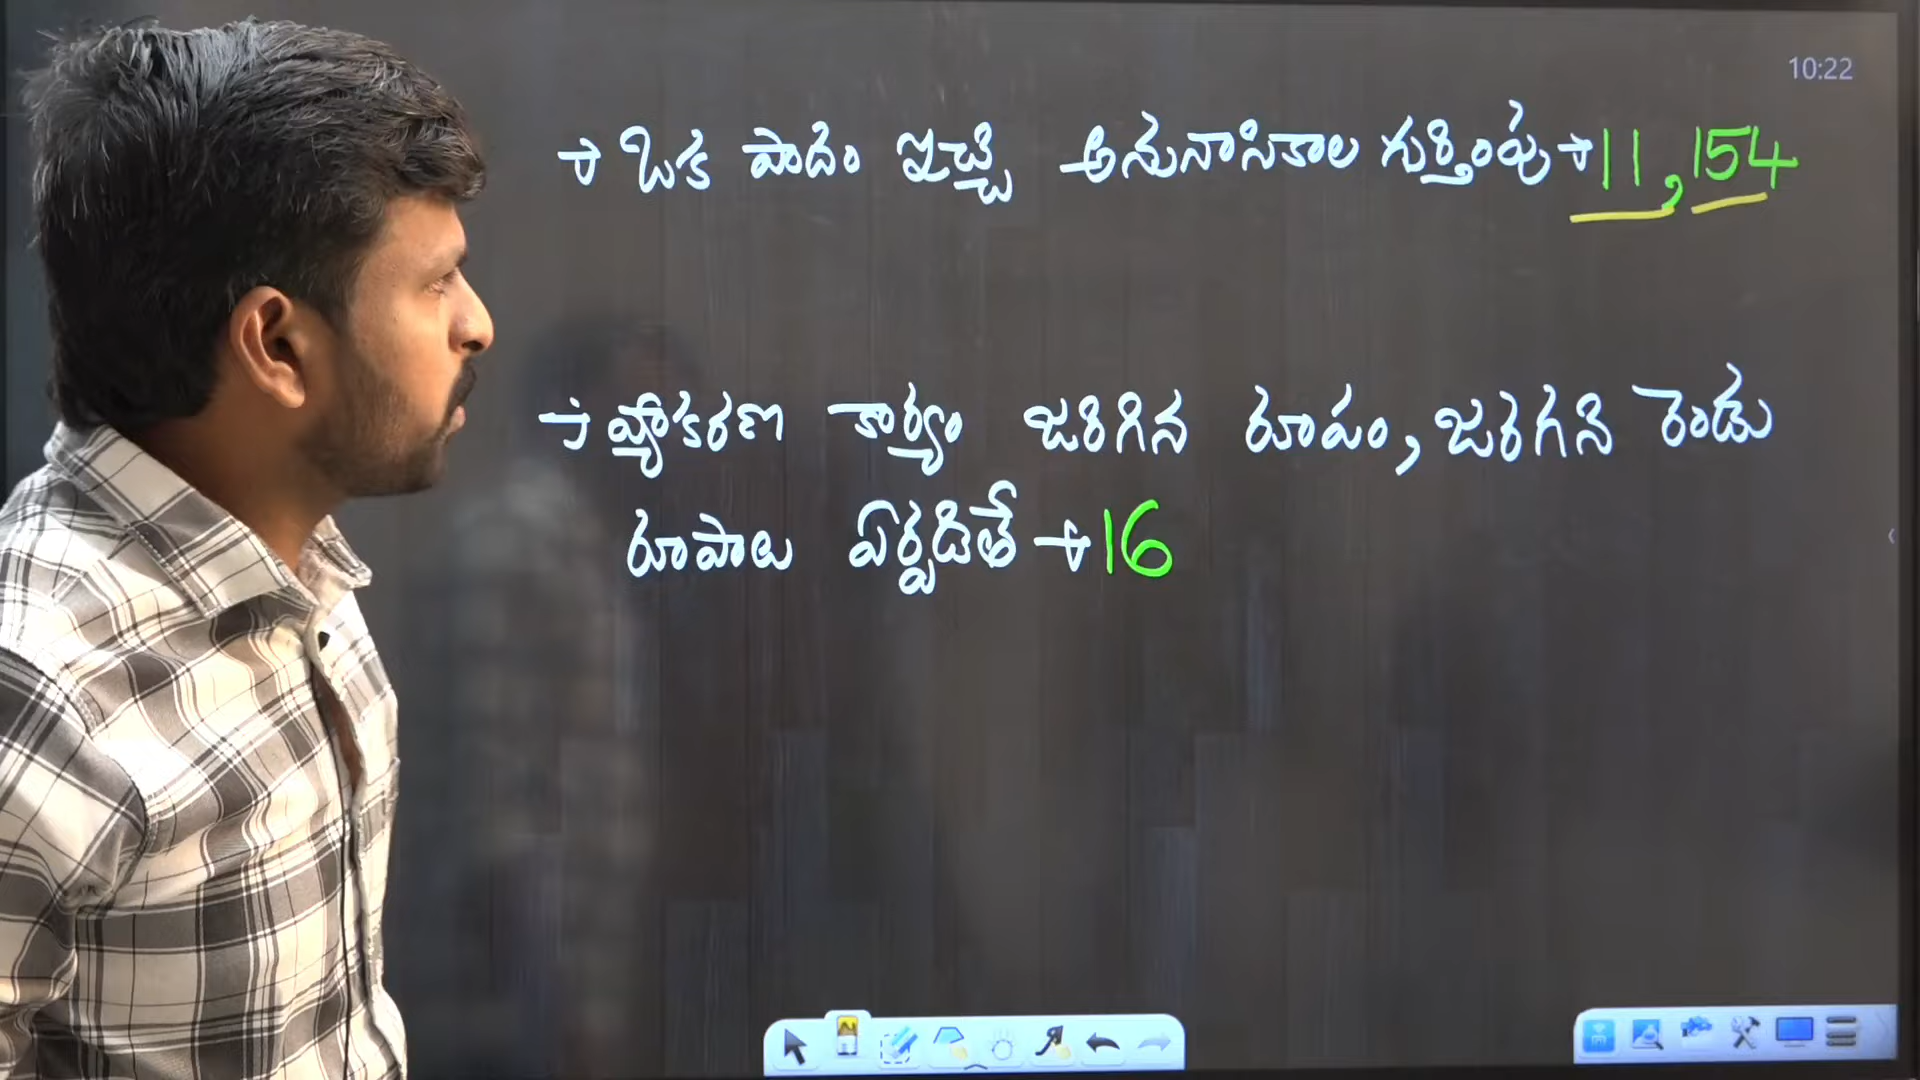 10:22
→ ఒక పాదం ఇచ్చి అనునాసికాల గుర్తింపు → 11, 154
→ వ్యాకరణ కార్యం జరిగిన రూపం, జరగని రెండు
రూపాలు ఏర్పడితే → 16